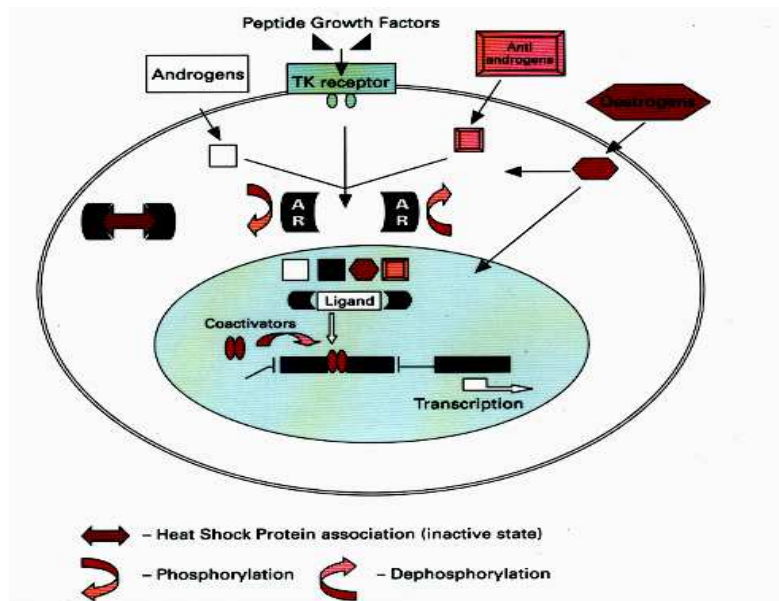 Peptide Growth Factors
Androgens
TK receptor
Anti
androgens
Oestrogens
A
R
A
R
Ligand
Coactivators
Transcription
– Heat Shock Protein association (inactive state)
– Phosphorylation
– Dephosphorylation